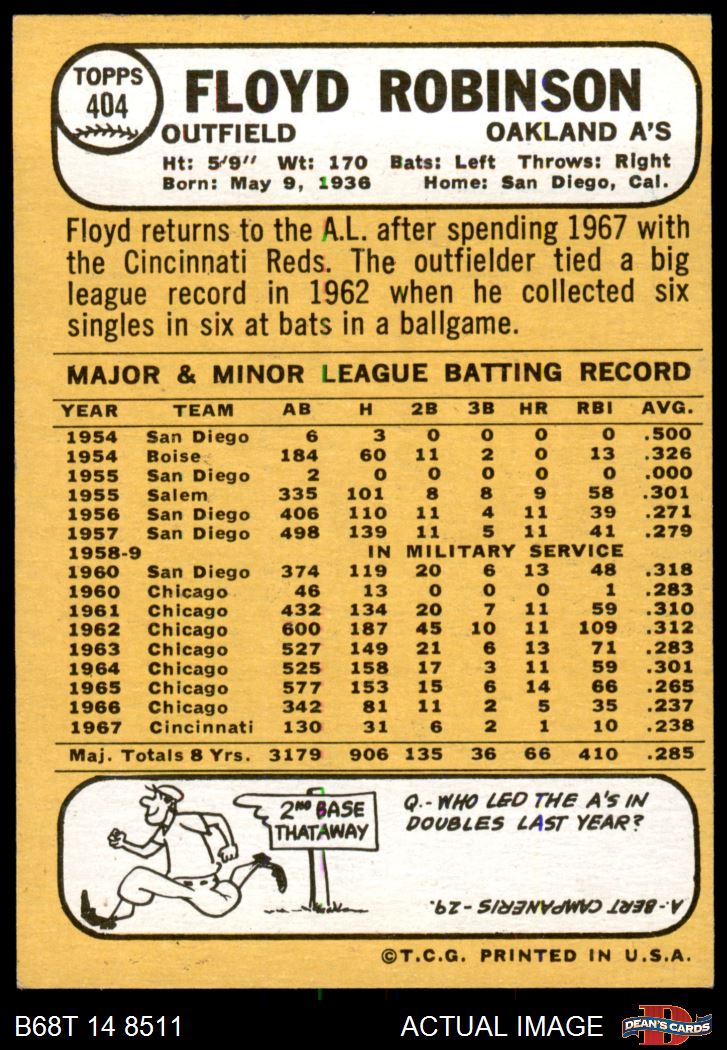 TOPPS
404
FLOYD ROBINSON
OUTFIELD OAKLAND A'S
Ht: 5'9" Wt: 170 Bats: Left Throws: Right
Born: May 9, 1936 Home: San Diego, Cal.
Floyd returns to the A.L. after spending 1967 with
the Cincinnati Reds. The outfielder tied a big
league record in 1962 when he collected six
singles in six at bats in a ballgame.
MAJOR & MINOR LEAGUE BATTING RECORD
YEAR TEAM AB H 2B 3B HR RBI AVG.
1954 San Diego 6 3 0 0 0 0 .500
1954 Boise 184 60 11 2 0 13 .326
1955 San Diego 2 0 0 0 0 0 .000
1955 Salem 335 101 8 8 9 58 .301
1956 San Diego 406 110 11 4 11 39 .271
1957 San Diego 498 139 11 5 11 41 .279
1958-9 IN MILITARY SERVICE
1960 San Diego 374 119 20 6 13 48 .318
1960 Chicago 46 13 0 0 0 1 .283
1961 Chicago 432 134 20 7 11 59 .310
1962 Chicago 600 187 45 10 11 109 .312
1963 Chicago 527 149 21 6 13 71 .283
1964 Chicago 525 158 17 3 11 59 .301
1965 Chicago 577 153 15 6 14 66 .265
1966 Chicago 342 81 11 2 5 35 .237
1967 Cincinnati 130 31 6 2 1 10 .238
Maj. Totals 8 Yrs. 3179 906 135 36 66 410 .285
2ND BASE
THATAWAY
Q.-WHO LED THE A'S IN
DOUBLES LAST YEAR?
A.-BERT CAMPANERIS-29.
©T.C.G. PRINTED IN U.S.A.
B68T 14 8511 ACTUAL IMAGE
D
DEAN'S CARDS